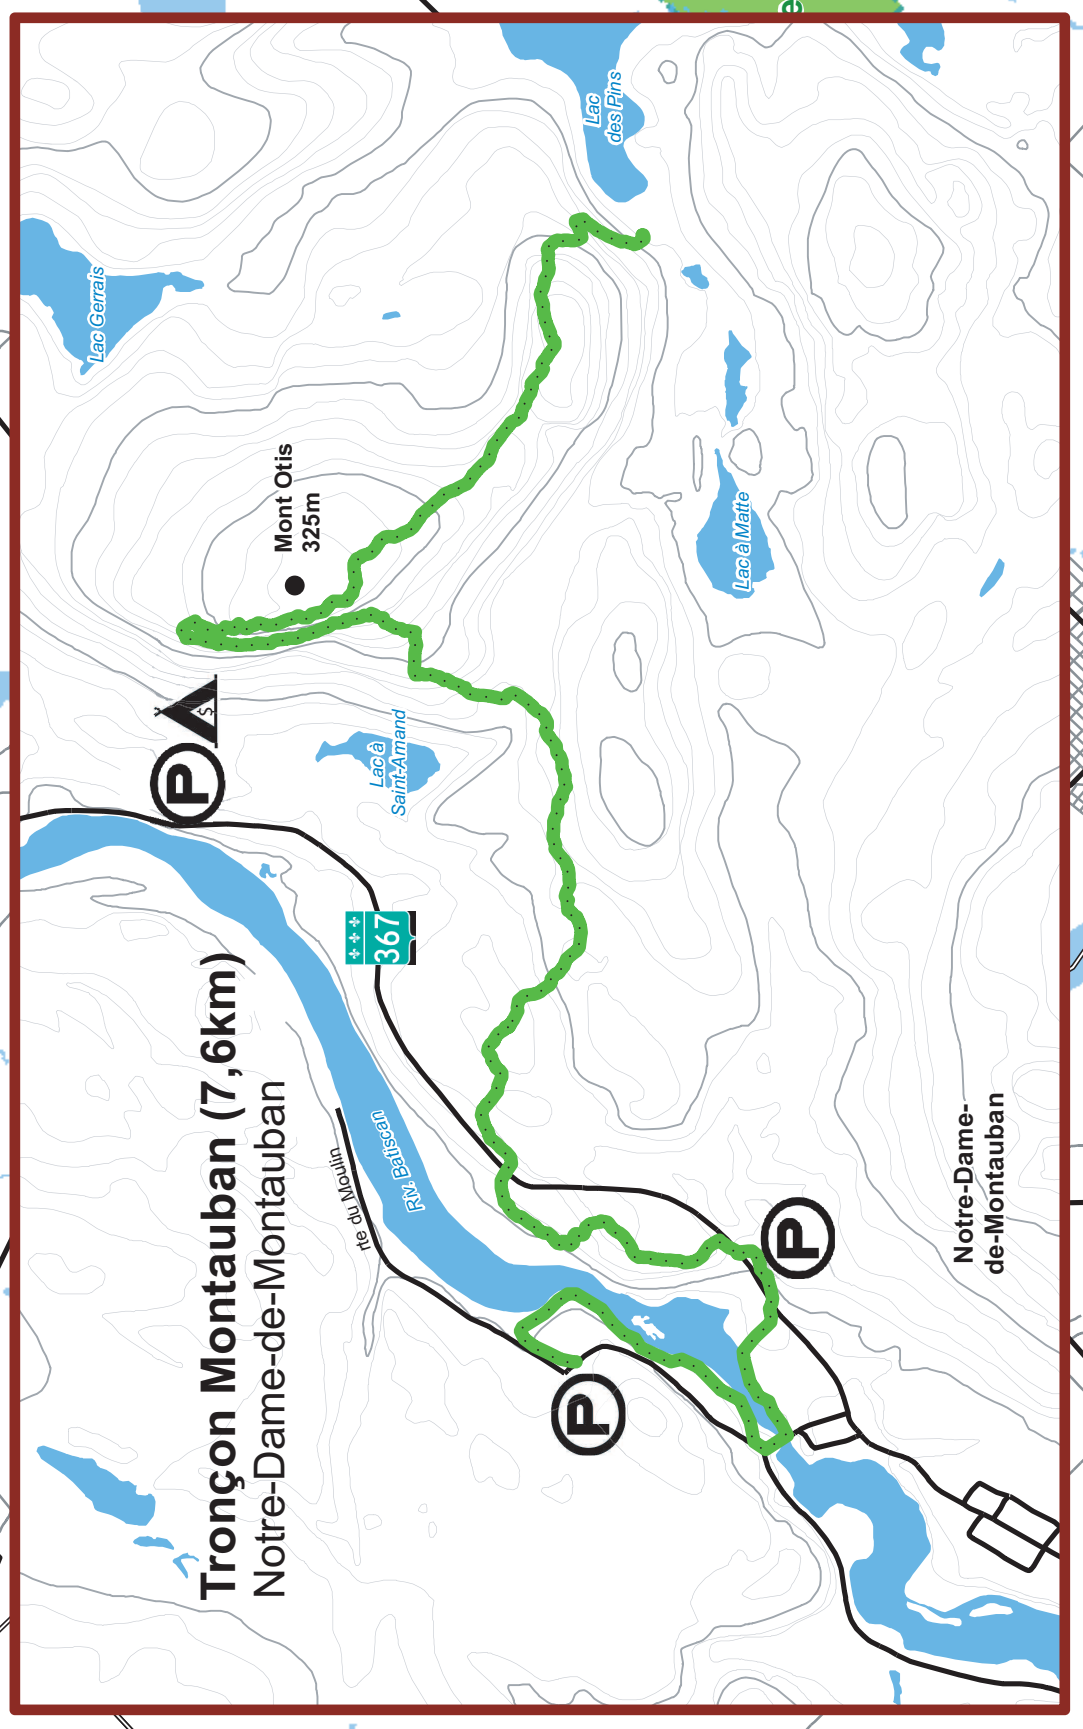 Tronçon Montauban (7,6km)
Notre-Dame-de-Montauban
Lac Gerrais
Mont Otis
325m
Lac
des Pins
Lac à
Saint-Amand
Lac à Matte
P
367
rte du Moulin
Riv. Batiscan
P
P
Notre-Dame-
de-Montauban